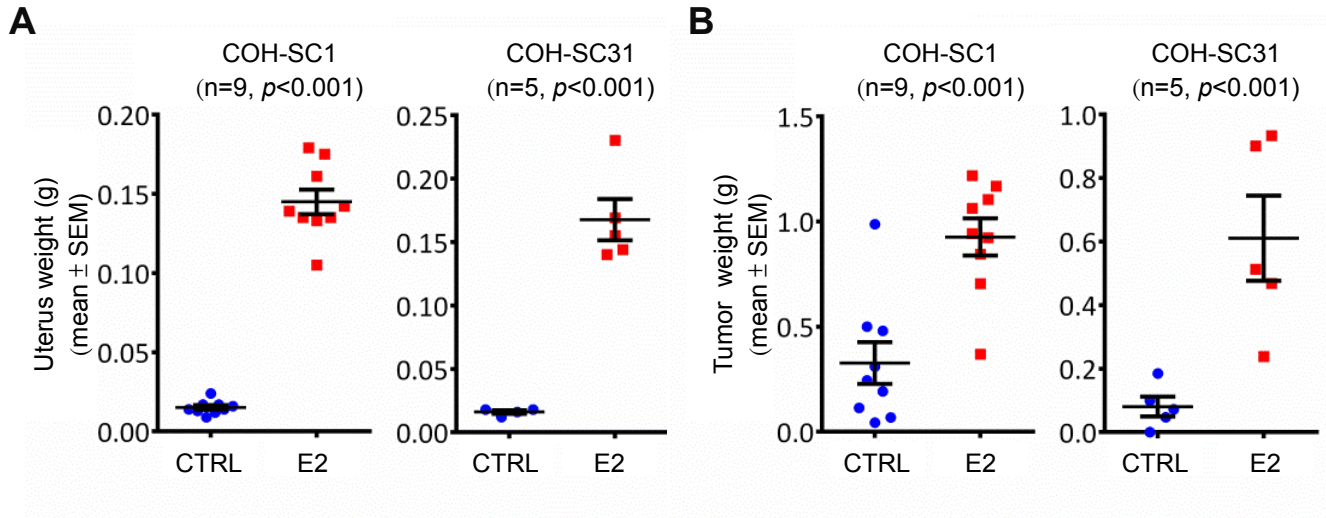 A
B
COH-SC1
(n=9, p<0.001)
COH-SC31
(n=5, p<0.001)
COH-SC1
(n=9, p<0.001)
COH-SC31
(n=5, p<0.001)
Uterus weight (g)
(mean ± SEM)
0.20
0.15
0.10
0.05
0.00
CTRL E2
0.25
0.20
0.15
0.10
0.05
0.00
CTRL E2
Tumor weight (g)
(mean ± SEM)
1.5
1.0
0.5
0.0
CTRL E2
1.0
0.8
0.6
0.4
0.2
0.0
CTRL E2